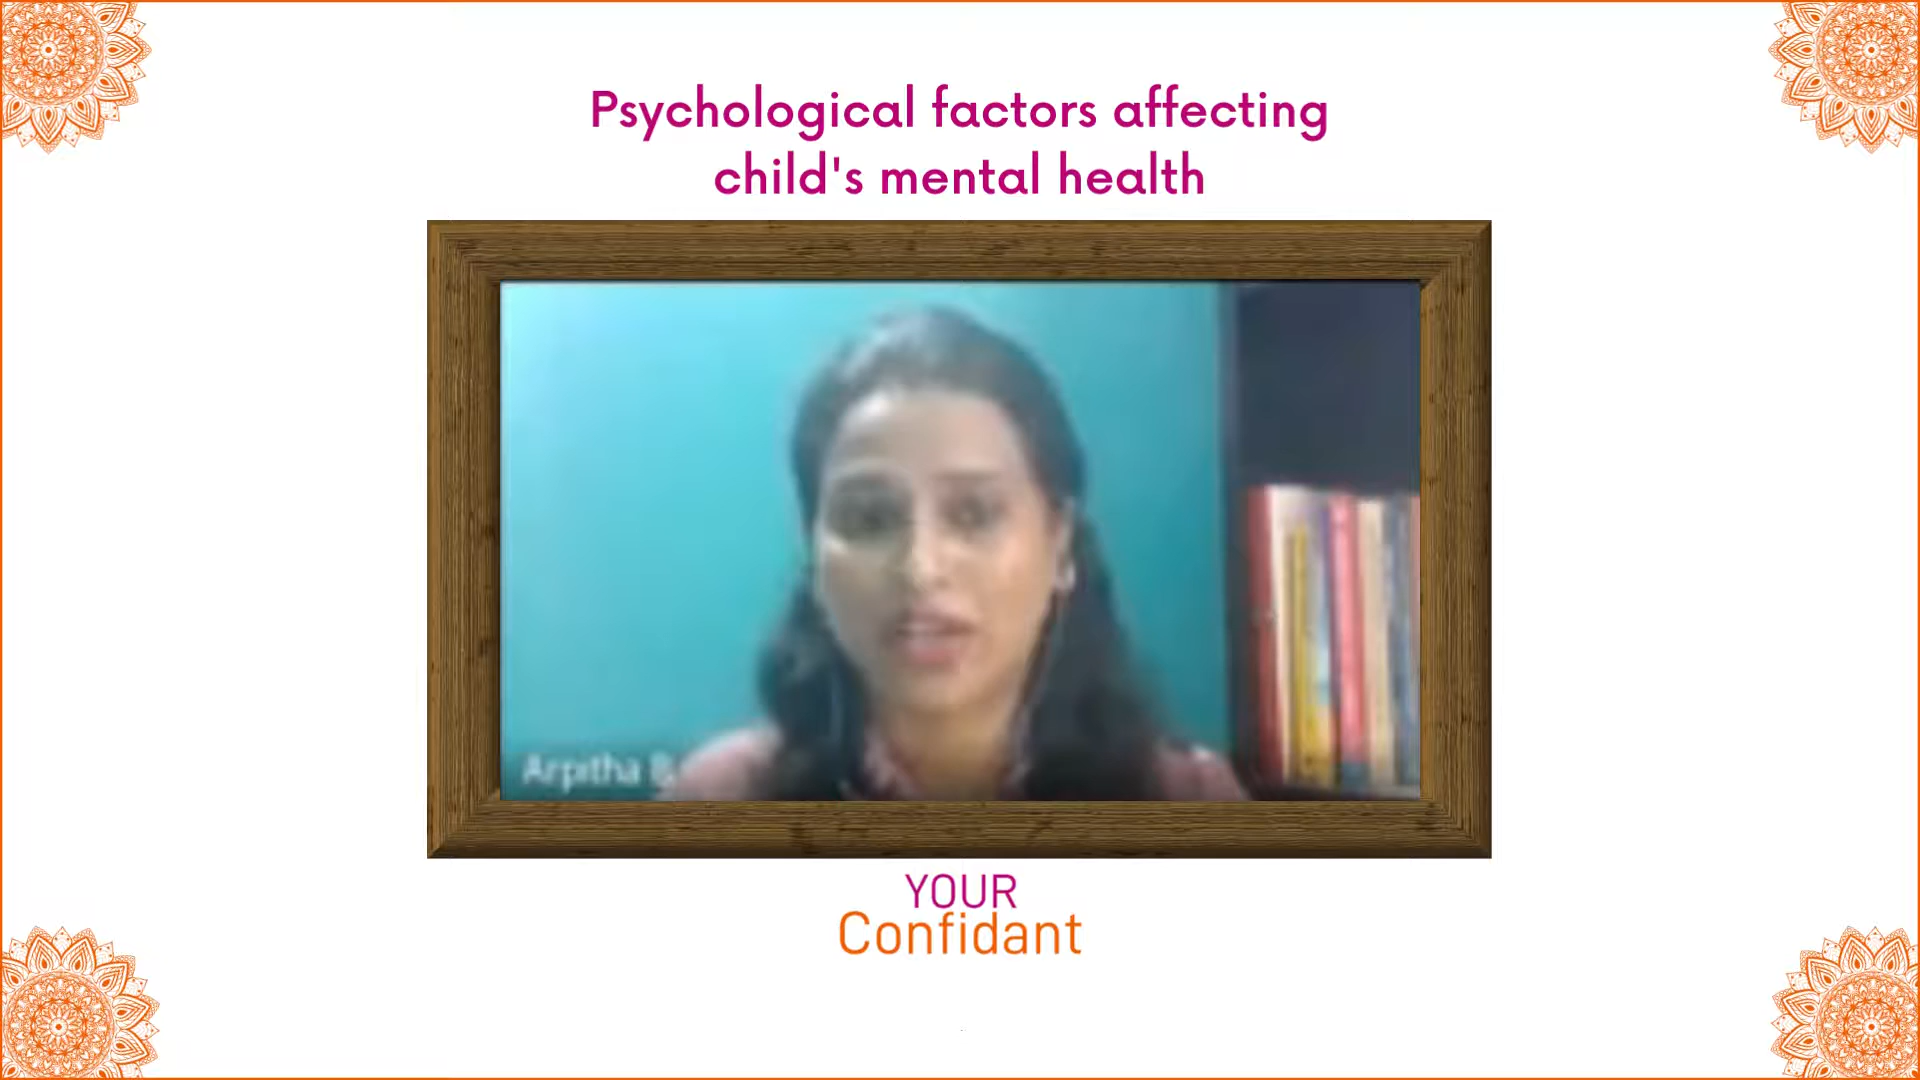 Psychological factors affecting
child's mental health
Arpitha
YOUR
Confidant